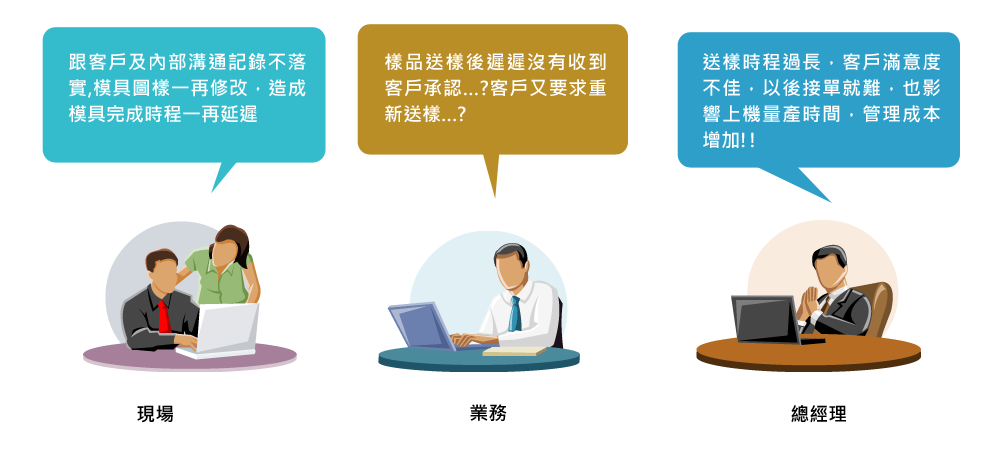 跟客戶及內部溝通記錄不落
實,模具圖樣一再修改，造成
模具完成時程一再延遲
樣品送樣後遲遲沒有收到
客戶承認...?客戶又要求重
新送樣...?
送樣時程過長，客戶滿意度
不佳，以後接單就難，也影
響上機量產時間，管理成本
增加!!
現場
業務
總經理